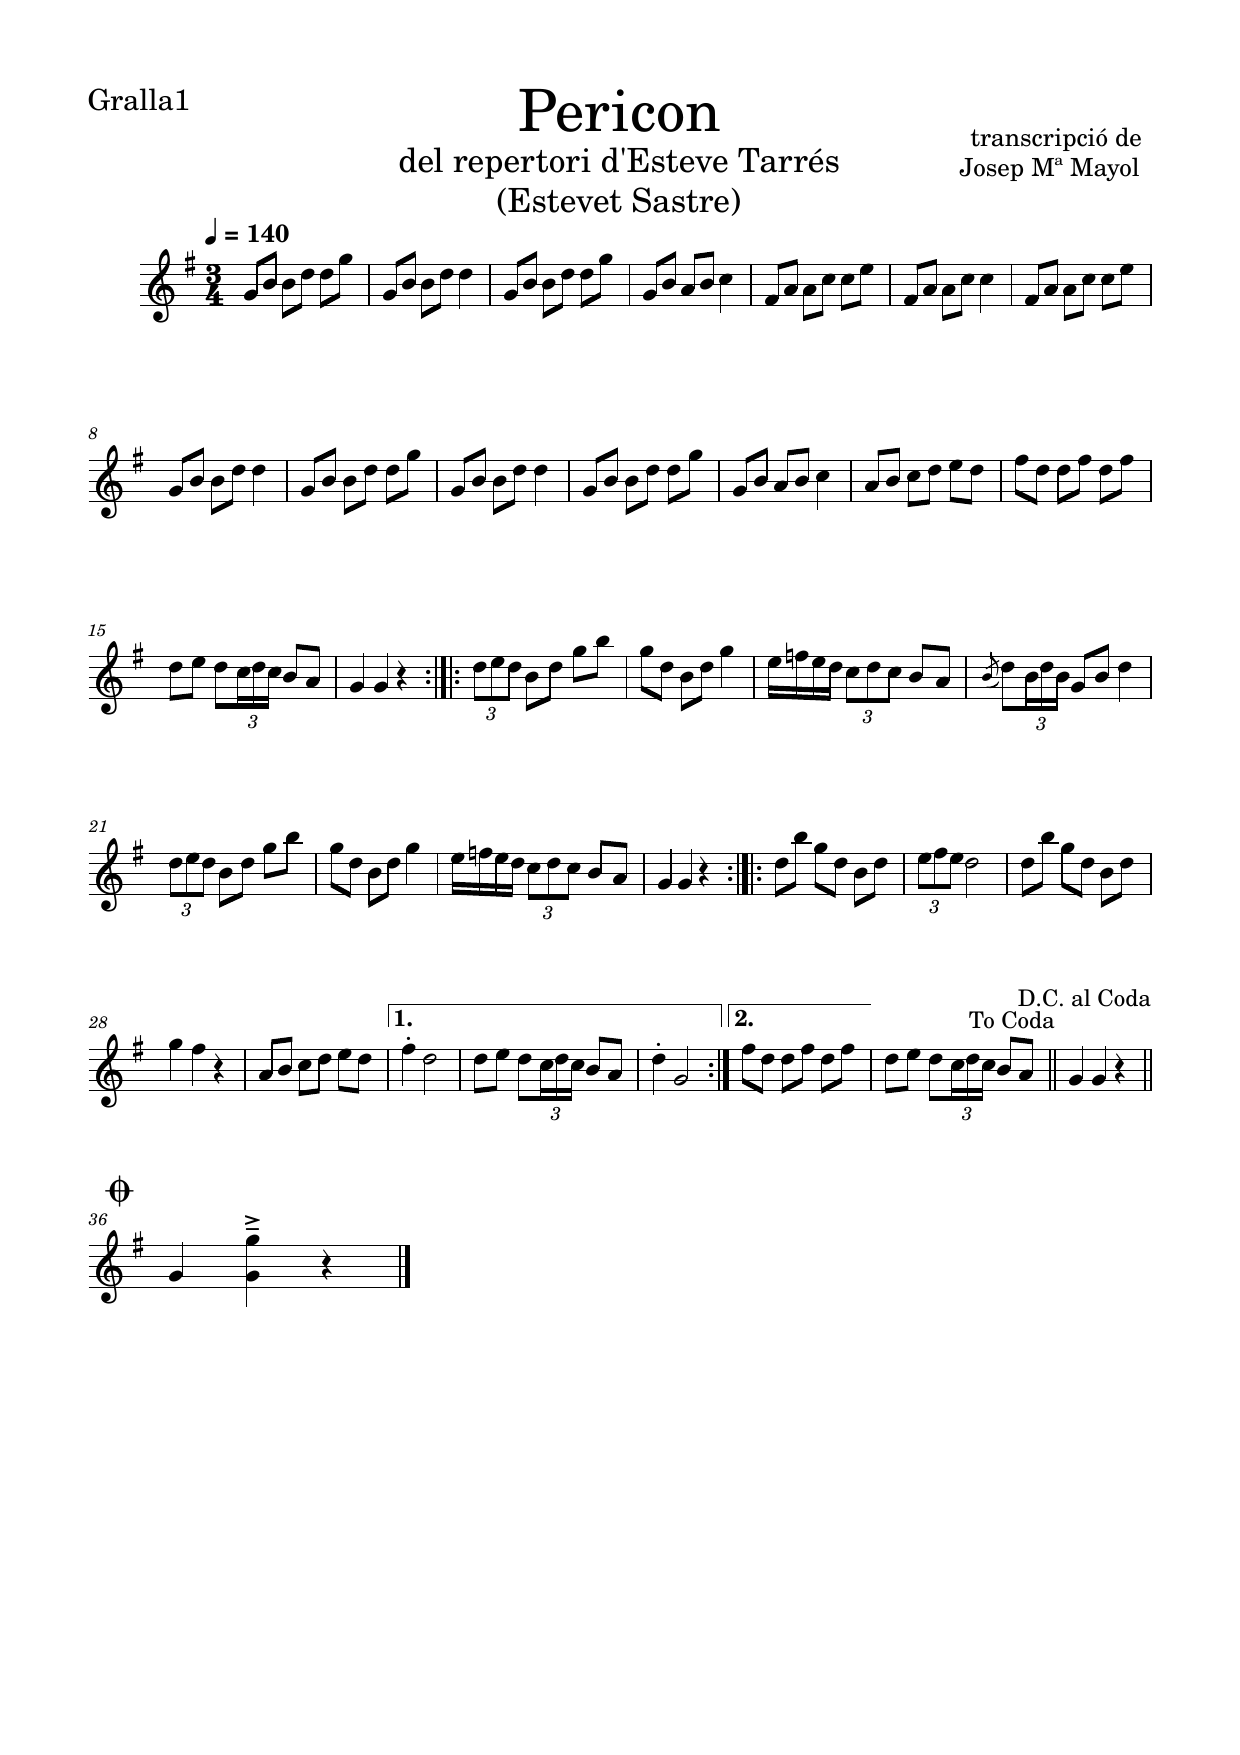 Gralla1
Pericon
del repertori d'Esteve Tarrés
(Estevet Sastre)
transcripció de
Josep Mª Mayol
= 140
3
4
8
15
3
3
3
3
21
3
3
3
28
1.
3
2.
3
To Coda
D.C. al Coda
36